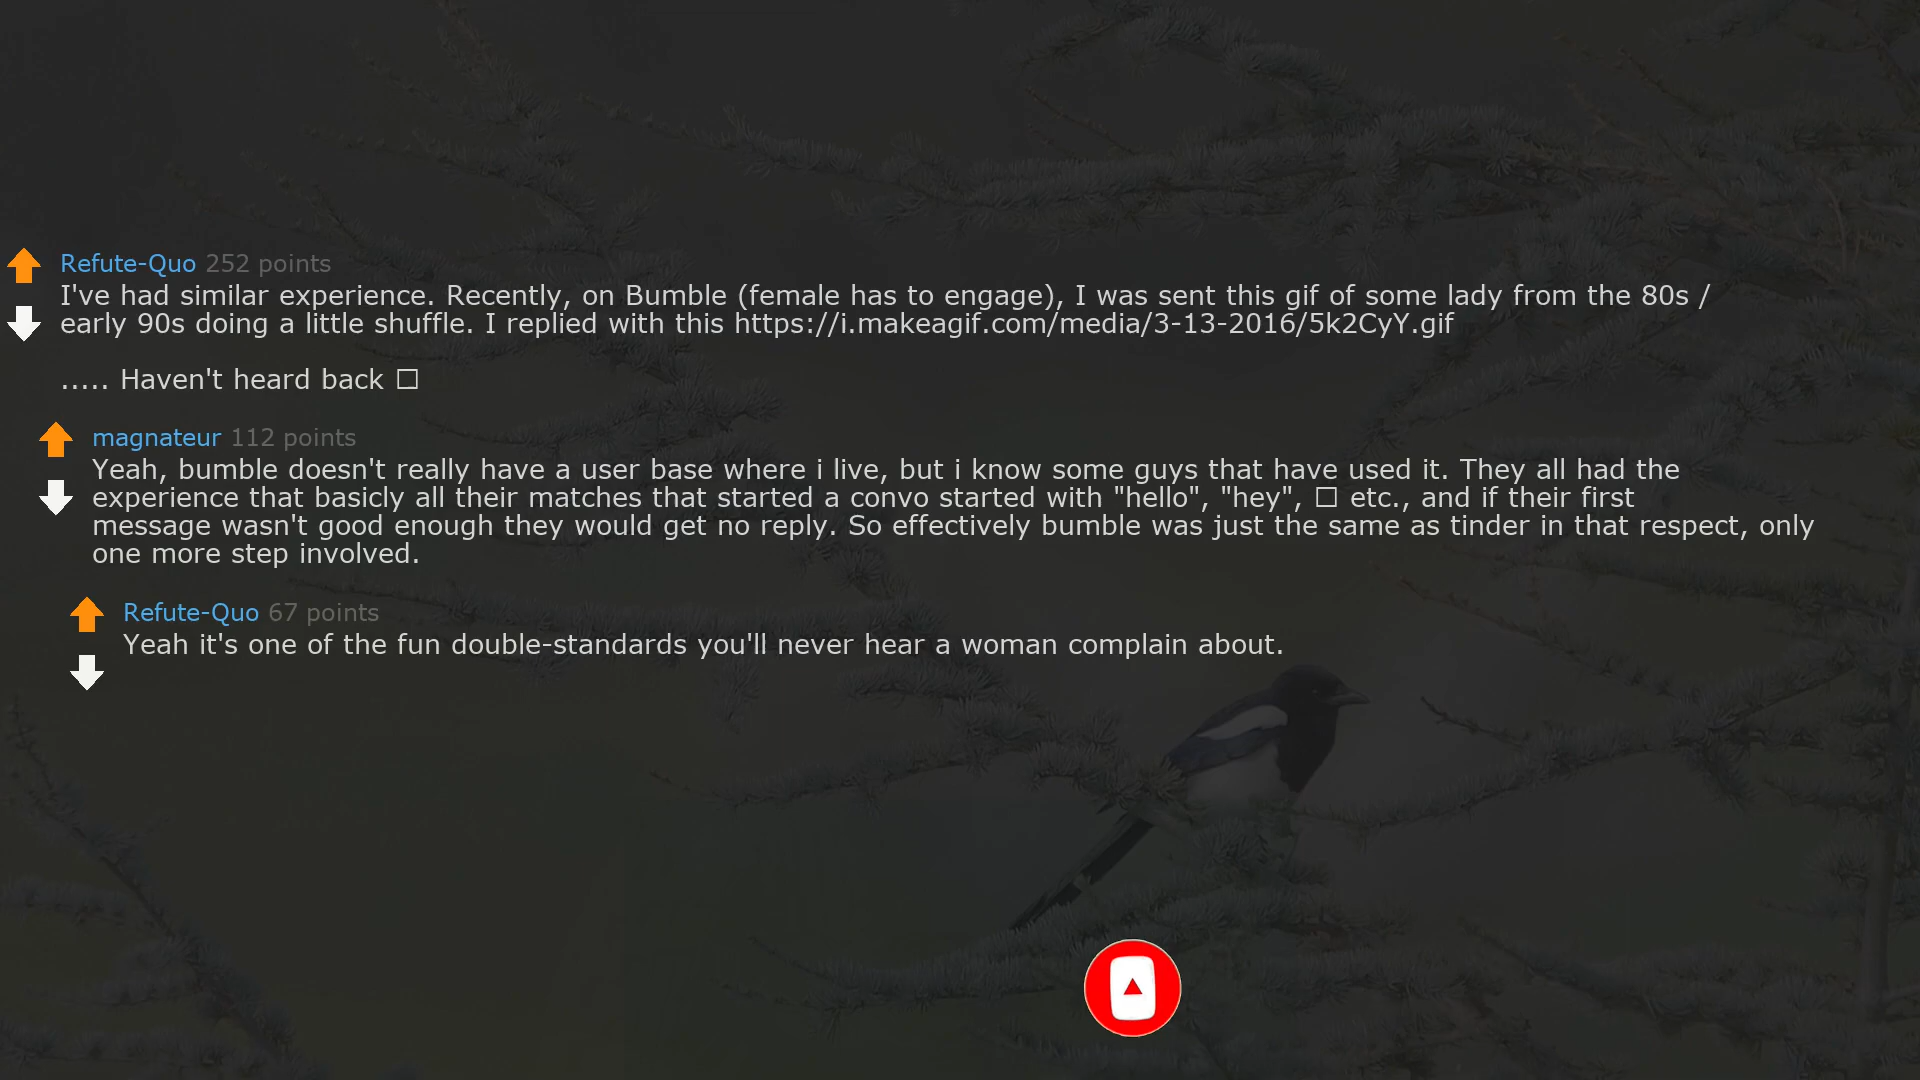 Refute-Quo 252 points
I've had similar experience. Recently, on Bumble (female has to engage), I was sent this gif of some lady from the 80s /
early 90s doing a little shuffle. I replied with this https://i.makeagif.com/media/3-13-2016/5k2CyY.gif
..... Haven't heard back □
magnateur 112 points
Yeah, bumble doesn't really have a user base where i live, but i know some guys that have used it. They all had the
experience that basicly all their matches that started a convo started with "hello", "hey", □ etc., and if their first
message wasn't good enough they would get no reply. So effectively bumble was just the same as tinder in that respect, only
one more step involved.
Refute-Quo 67 points
Yeah it's one of the fun double-standards you'll never hear a woman complain about.